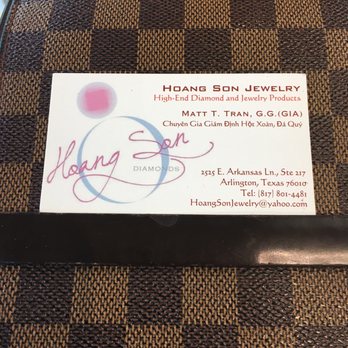 Hoang Son Jewelry
High-End Diamond and Jewelry Products
Matt T. Tran, G.G.(GIA)
Chuyên Gia Giám Định Hột Xoàn, Đá Quý
Hoang Son
DIAMONDS
2525 E. Arkansas Ln., Ste 217
Arlington, Texas 76010
Tel: (817) 801-4481
HoangSonJewelry@yahoo.com